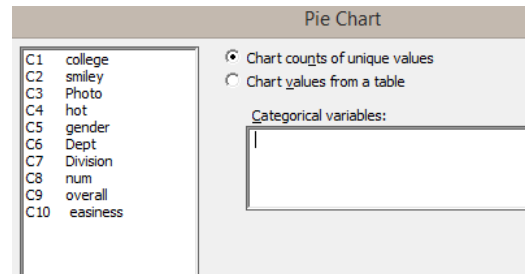 Pie Chart
C1 college
C2 smiley
C3 Photo
C4 hot
C5 gender
C6 Dept
C7 Division
C8 num
C9 overall
C10 easiness
Chart counts of unique values
Chart values from a table
Categorical variables: